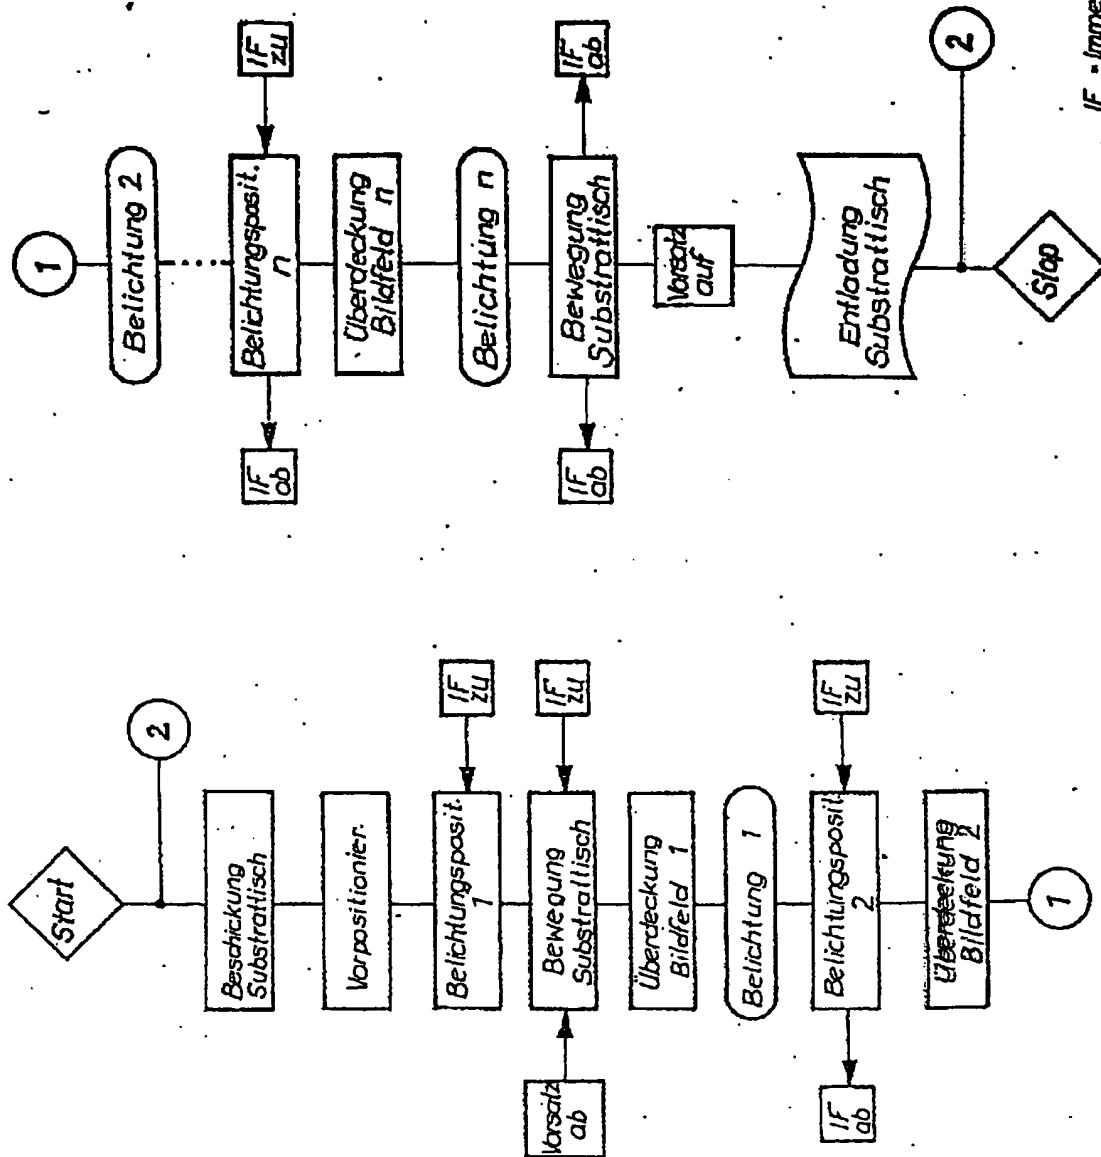 Start
2
Beschickung
Substrattisch
Vorpositionier.
Belichtungsposit.
1
IF
zu
Vorsatz
ab
Bewegung
Substrattisch
IF
zu
Überdeckung
Bildfeld 1
Belichtung 1
IF
ab
Belichtungsposit.
2
IF
zu
Überdeckung
Bildfeld 2
1
1
Belichtung 2
IF
ab
Belichtungsposit.
n
IF
zu
Überdeckung
Bildfeld n
Belichtung n
IF
ab
Bewegung
Substrattisch
IF
ab
Vorsatz
auf
Entladung
Substrattisch
2
Stop
IF = Imme